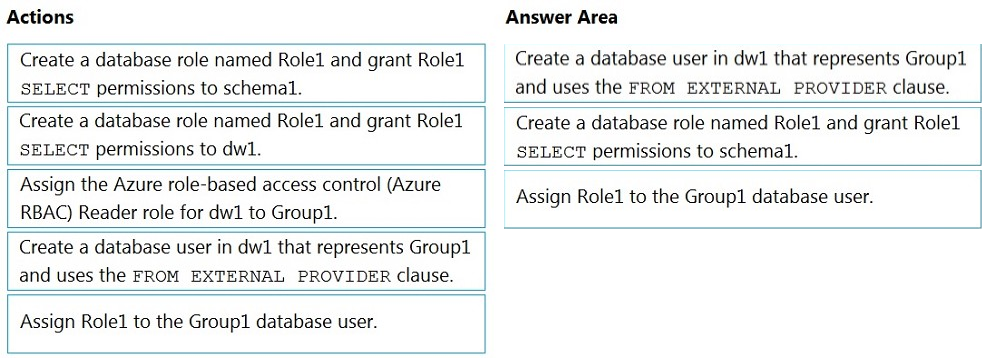 Actions
Create a database role named Role1 and grant Role1
SELECT permissions to schema1.
Create a database role named Role1 and grant Role1
SELECT permissions to dw1.
Assign the Azure role-based access control (Azure
RBAC) Reader role for dw1 to Group1.
Create a database user in dw1 that represents Group1
and uses the FROM EXTERNAL PROVIDER clause.
Assign Role1 to the Group1 database user.
Answer Area
Create a database user in dw1 that represents Group1
and uses the FROM EXTERNAL PROVIDER clause.
Create a database role named Role1 and grant Role1
SELECT permissions to schema1.
Assign Role1 to the Group1 database user.